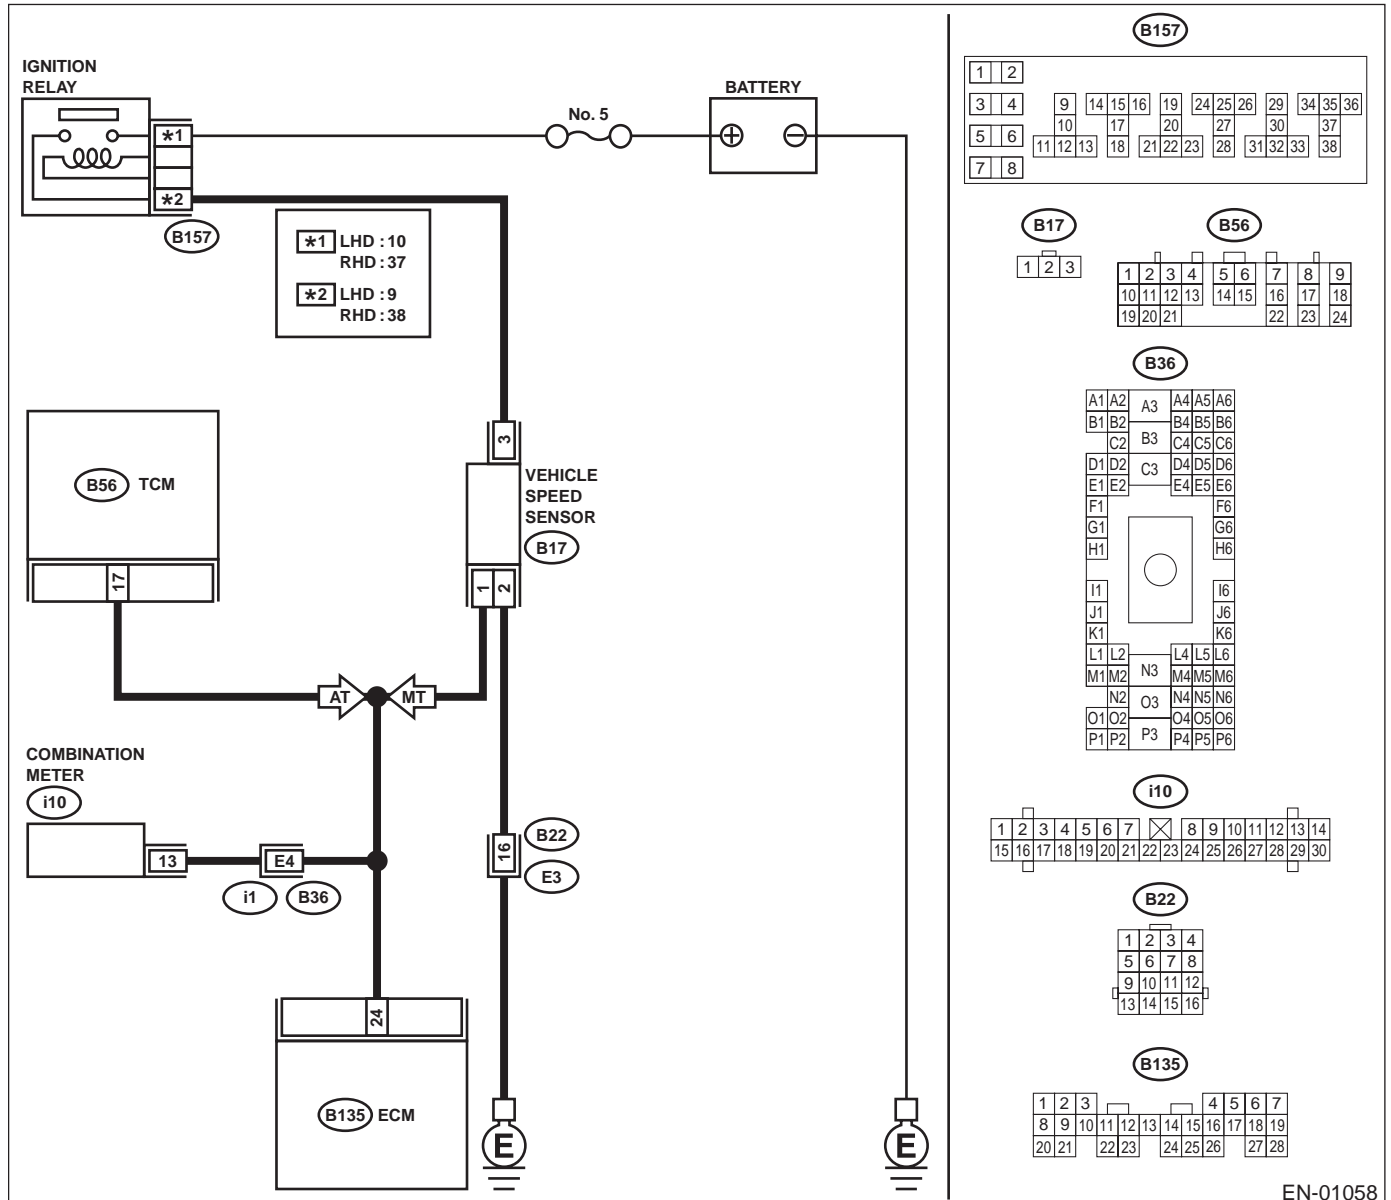 IGNITION
RELAY
*1
*2
B157
No. 5
BATTERY
+ −
*1 LHD : 10
RHD : 37
*2 LHD : 9
RHD : 38
B56 TCM
17
3
VEHICLE
SPEED
SENSOR
B17
1 2
AT MT
COMBINATION
METER
i10
13 E4
i1 B36
16
B22
E3
24
B135 ECM
E E
B157
1 2
3 4 9 14 15 16 19 24 25 26 29 34 35 36
5 6 10 17 20 27 30 37
11 12 13 18 21 22 23 28 31 32 33 38
7 8
B17
1 2 3
B56
1 2 3 4 5 6 7 8 9
10 11 12 13 14 15 16 17 18
19 20 21 22 23 24
B36
A1 A2 A3 A4 A5 A6
B1 B2 B3 B4 B5 B6
C2 C3 C4 C5 C6
D1 D2 D4 D5 D6
E1 E2 E4 E5 E6
F1 F6
G1 G6
H1 H6
I1 I6
J1 J6
K1 K6
L1 L2 L4 L5 L6
M1 M2 N3 M4 M5 M6
N2 O3 N4 N5 N6
O1 O2 O4 O5 O6
P1 P2 P3 P4 P5 P6
i10
1 2 3 4 5 6 7 8 9 10 11 12 13 14
15 16 17 18 19 20 21 22 23 24 25 26 27 28 29 30
B22
1 2 3 4
5 6 7 8
9 10 11 12
13 14 15 16
B135
1 2 3 4 5 6 7
8 9 10 11 12 13 14 15 16 17 18 19
20 21 22 23 24 25 26 27 28
EN-01058